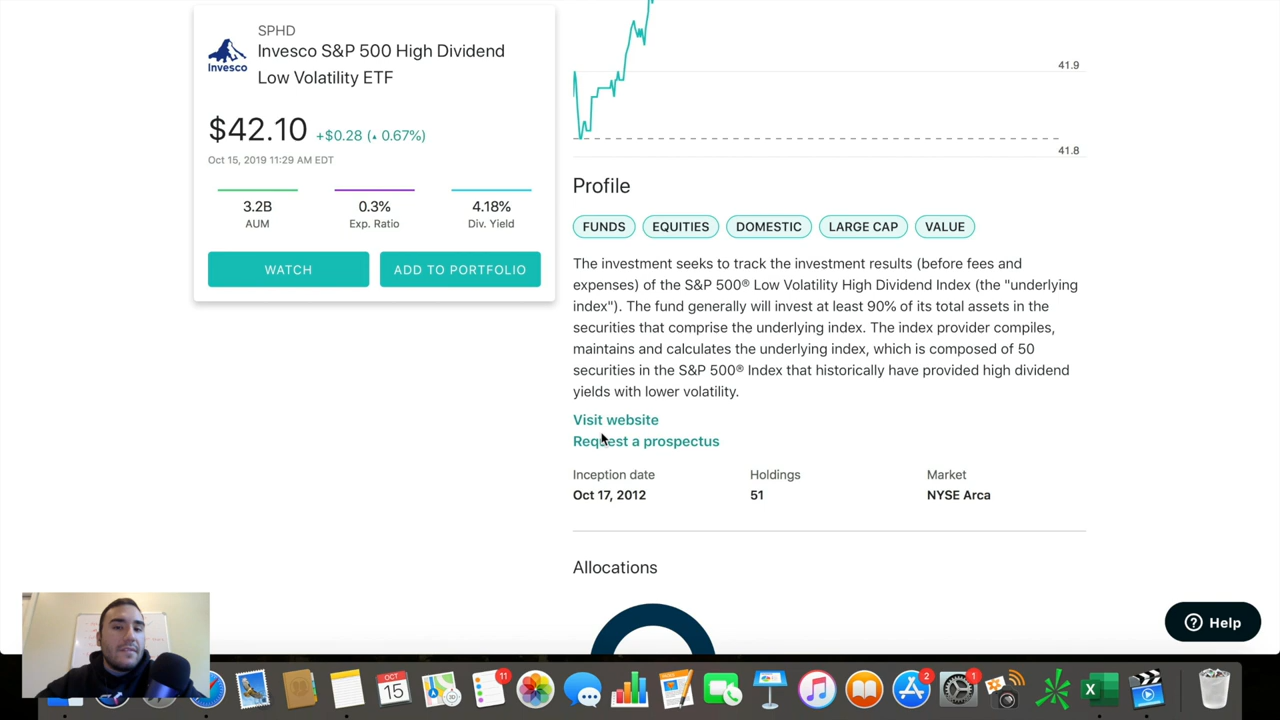 SPHD
Invesco S&P 500 High Dividend
Low Volatility ETF
Invesco
$42.10 +$0.28 (▲ 0.67%)
Oct 15, 2019 11:29 AM EDT
3.2B 0.3% 4.18%
AUM Exp. Ratio Div. Yield
WATCH ADD TO PORTFOLIO
41.9
41.8
Profile
FUNDS EQUITIES DOMESTIC LARGE CAP VALUE
The investment seeks to track the investment results (before fees and
expenses) of the S&P 500® Low Volatility High Dividend Index (the "underlying
index"). The fund generally will invest at least 90% of its total assets in the
securities that comprise the underlying index. The index provider compiles,
maintains and calculates the underlying index, which is composed of 50
securities in the S&P 500® Index that historically have provided high dividend
yields with lower volatility.
Visit website
Request a prospectus
Inception date Holdings Market
Oct 17, 2012 51 NYSE Arca
Allocations
Help
OCT
15
3D
11
2
1
X